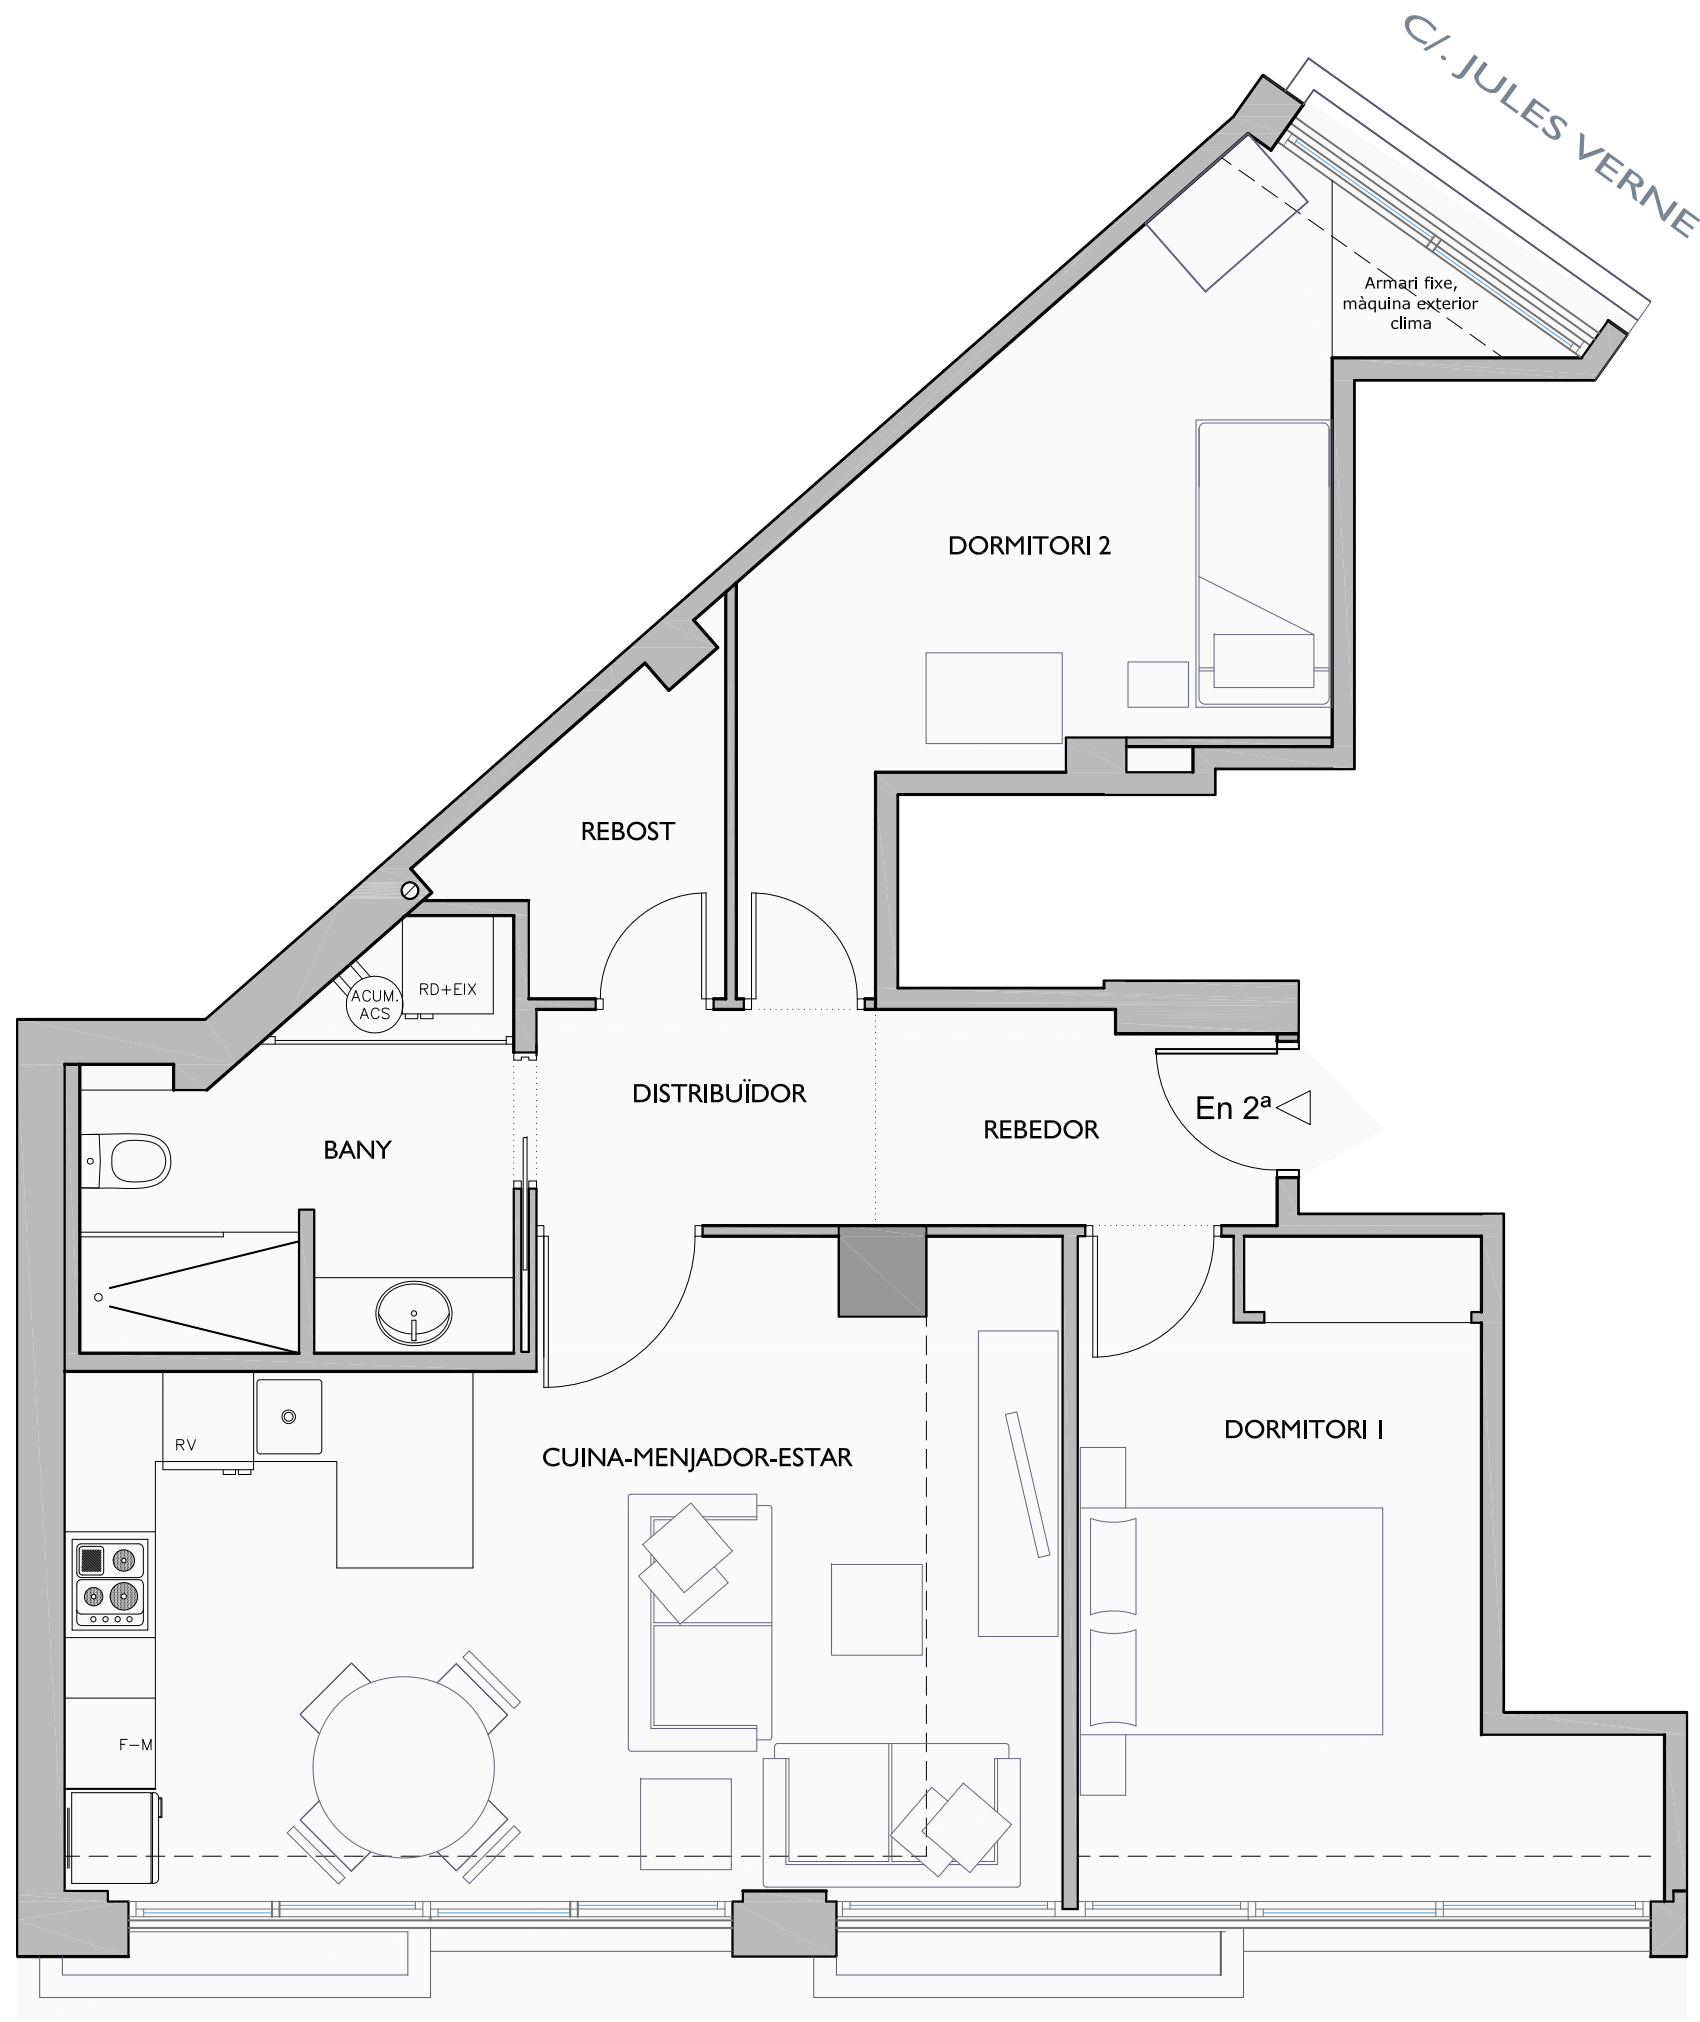 C/. JULES VERNE
Armari fixe,
màquina exterior
clima
DORMITORI 2
REBOST
ACUM.
ACS
RD+EIX
DISTRIBUÏDOR
REBEDOR
En 2ª
BANY
DORMITORI 1
RV
CUINA-MENJADOR-ESTAR
F-M